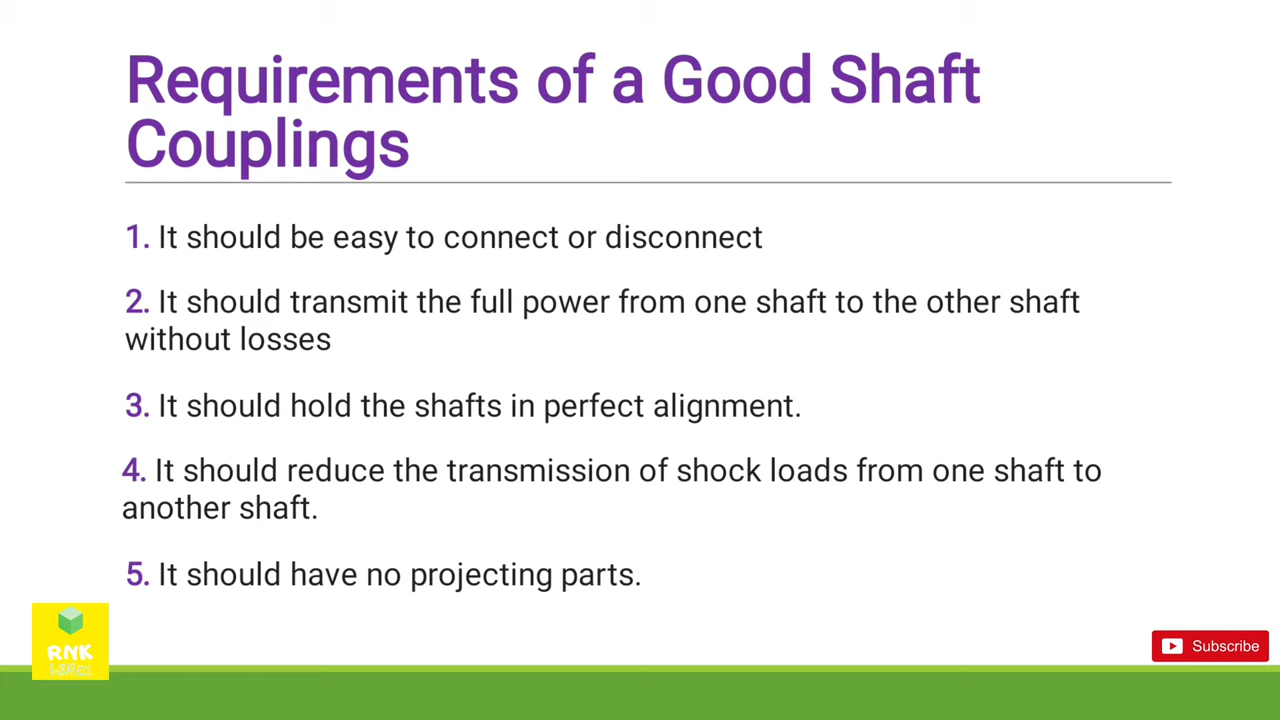 Requirements of a Good Shaft
Couplings
1. It should be easy to connect or disconnect
2. It should transmit the full power from one shaft to the other shaft
without losses
3. It should hold the shafts in perfect alignment.
4. It should reduce the transmission of shock loads from one shaft to
another shaft.
5. It should have no projecting parts.
RNK
Subscribe